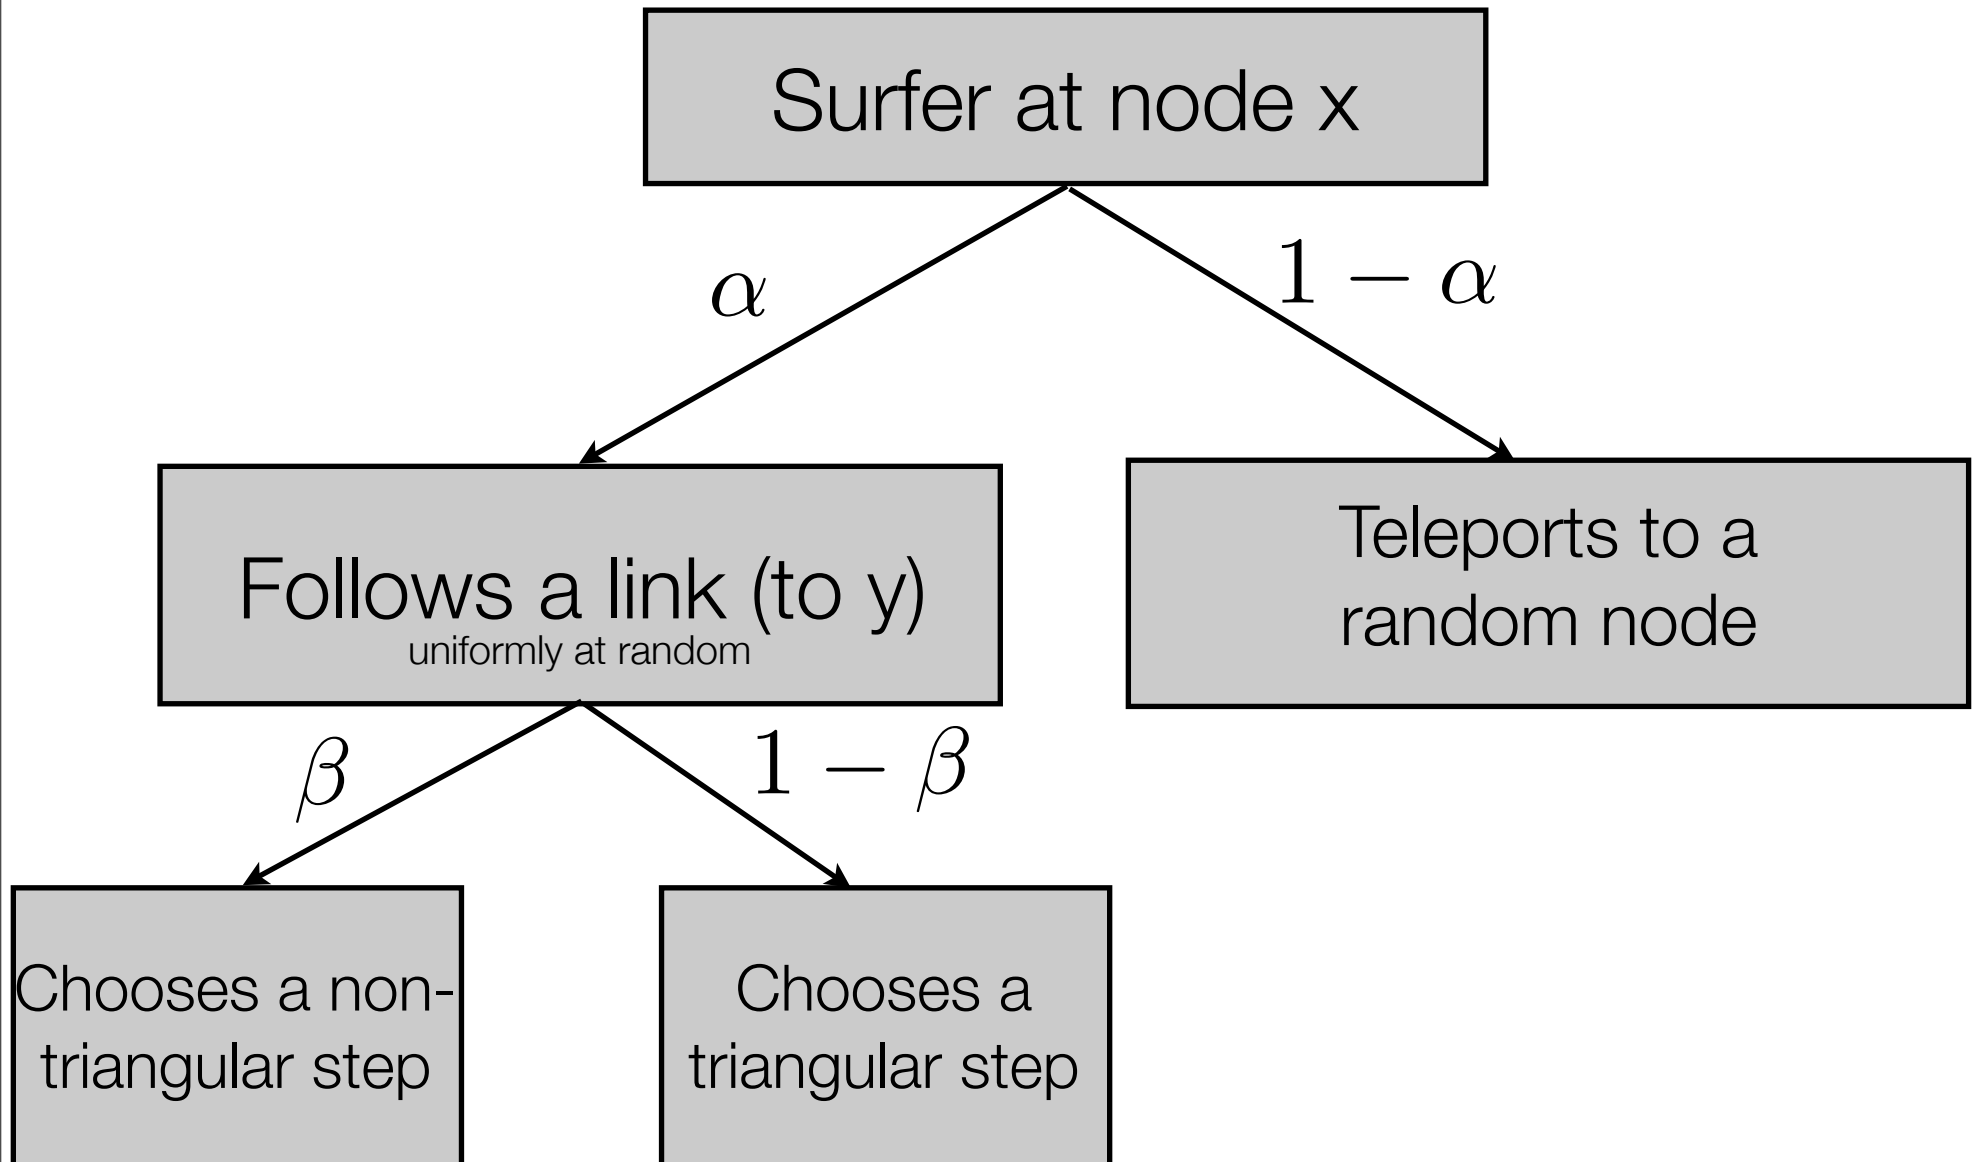 Surfer at node x
α
1 − α
Follows a link (to y)
uniformly at random
Teleports to a
random node
β
1 − β
Chooses a non-
triangular step
Chooses a
triangular step